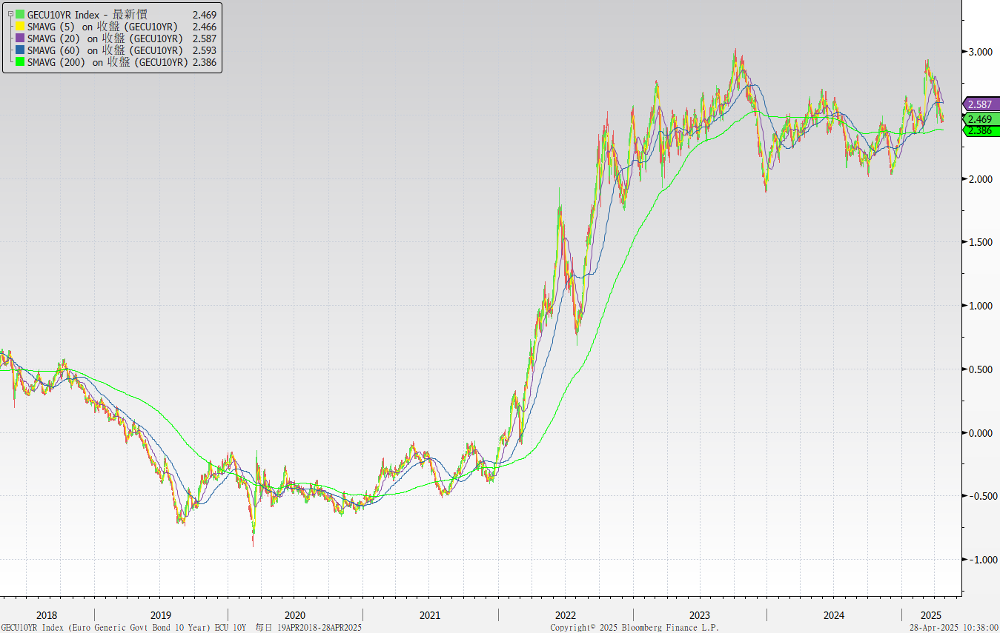 GECU10YR Index - 最新價 2.469
SMAVG (5) on 收盤 (GECU10YR) 2.466
SMAVG (20) on 收盤 (GECU10YR) 2.587
SMAVG (60) on 收盤 (GECU10YR) 2.593
SMAVG (200) on 收盤 (GECU10YR) 2.386
3.000
2.587
2.469
2.386
2.000
1.500
1.000
0.500
0.000
-0.500
-1.000
2018 2019 2020 2021 2022 2023 2024 2025
GECU10YR Index (Euro Generic Govt Bond 10 Year) ECU 10Y 每日 19APR2018-28APR2025 Copyright© 2025 Bloomberg Finance L.P. 28-Apr-2025 10:38:00